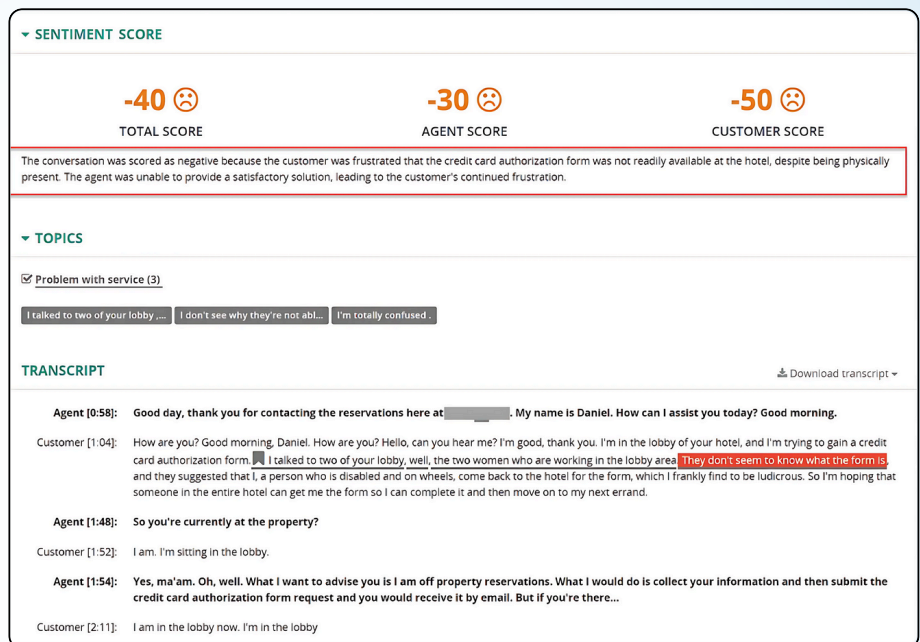 SENTIMENT SCORE
-40
-30
-50
TOTAL SCORE
AGENT SCORE
CUSTOMER SCORE
The conversation was scored as negative because the customer was frustrated that the credit card authorization form was not readily available at the hotel, despite being physically
present. The agent was unable to provide a satisfactory solution, leading to the customer's continued frustration.
TOPICS
Problem with service (3)
I talked to two of your lobby ,...
I don't see why they're not abl...
I'm totally confused .
TRANSCRIPT
Download transcript
Agent [0:58]: Good day, thank you for contacting the reservations here at . My name is Daniel. How can I assist you today? Good morning.
Customer [1:04]: How are you? Good morning, Daniel. How are you? Hello, can you hear me? I'm good, thank you. I'm in the lobby of your hotel, and I'm trying to gain a credit
card authorization form. I talked to two of your lobby, well, the two women who are working in the lobby area. They don't seem to know what the form is,
and they suggested that I, a person who is disabled and on wheels, come back to the hotel for the form, which I frankly find to be ludicrous. So I'm hoping that
someone in the entire hotel can get me the form so I can complete it and then move on to my next errand.
Agent [1:48]: So you're currently at the property?
Customer [1:52]: I am. I'm sitting in the lobby.
Agent [1:54]: Yes, ma'am. Oh, well. What I want to advise you is I am off property reservations. What I would do is collect your information and then submit the
credit card authorization form request and you would receive it by email. But if you're there...
Customer [2:11]: I am in the lobby now. I'm in the lobby